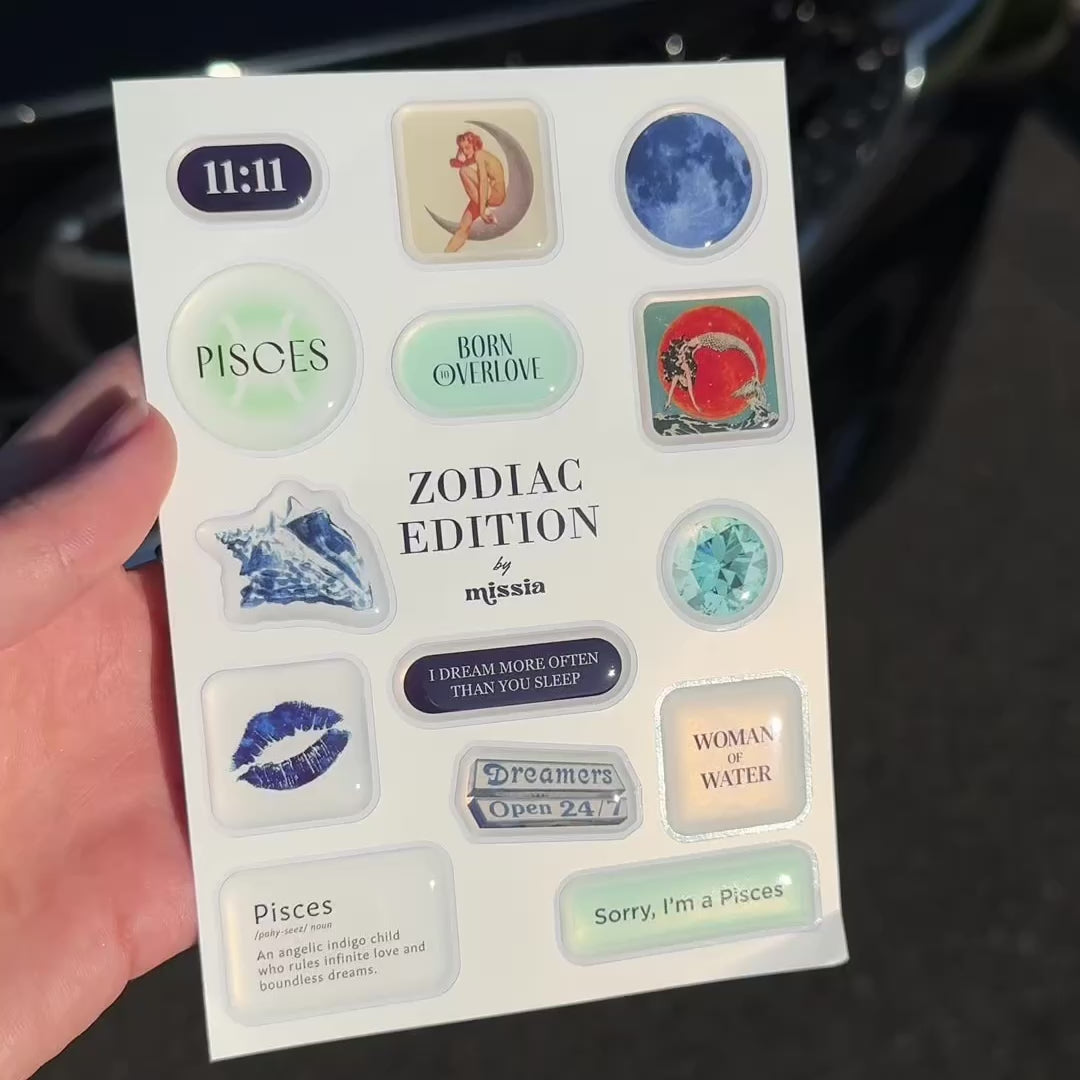 11:11
PISCES
BORN
TO OVERLOVE
ZODIAC
EDITION
by
missia
I DREAM MORE OFTEN
THAN YOU SLEEP
Dreamers
Open 24/7
WOMAN
OF
WATER
Pisces
/pahy-seez/ noun
An angelic indigo child
who rules infinite love and
boundless dreams.
Sorry, I'm a Pisces